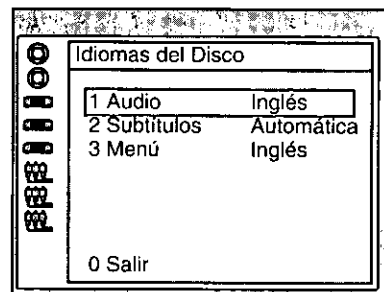 Idiomas del Disco
1 Audio Inglés
2 Subtítulos Automática
3 Menú Inglés
0 Salir